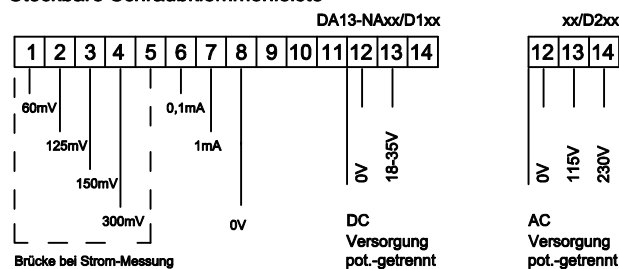 Steckbare Schraubklemmenleiste
DA13-NAxx/D1xx
xx/D2xx
1 2 3 4 5 6 7 8 9 10 11 12 13 14
12 13 14
60mV
0,1mA
125mV
1mA
150mV
300mV
0V
0V
18-35V
0V
115V
230V
DC
Versorgung
pot.-getrennt
AC
Versorgung
pot.-getrennt
Brücke bei Strom-Messung